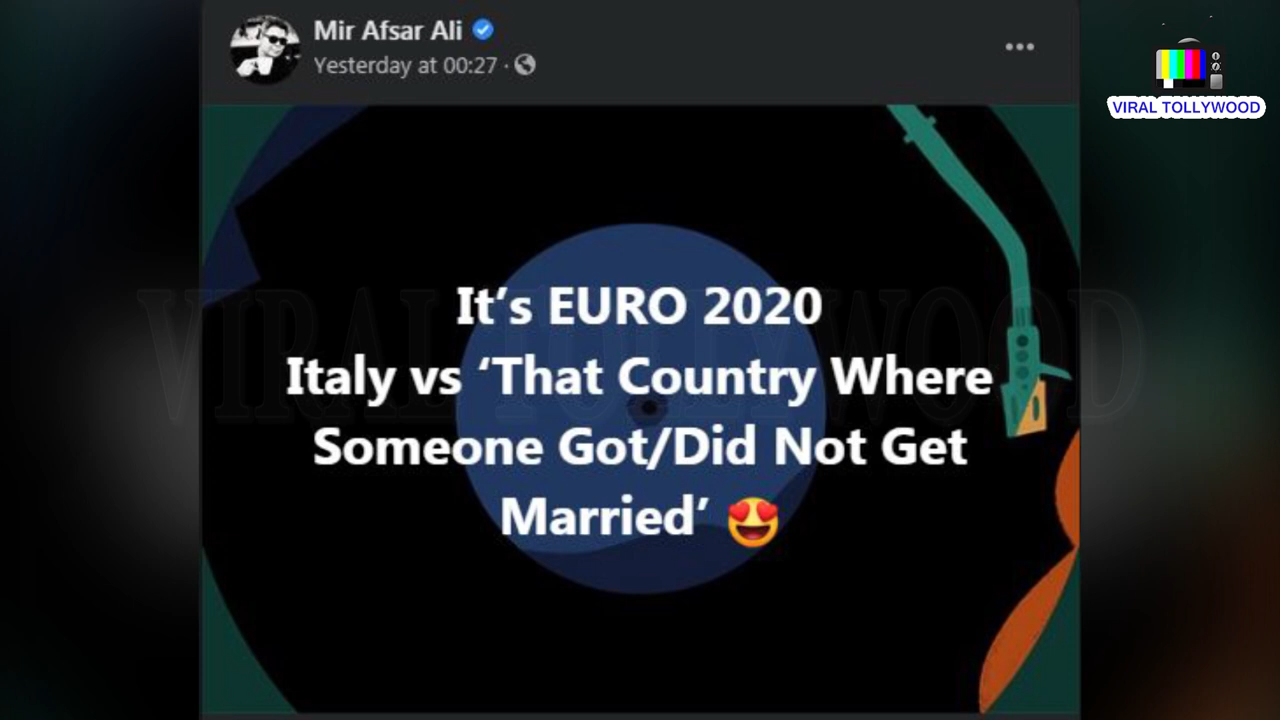 Mir Afsar Ali
Yesterday at 00:27 ·
VIRAL TOLLYWOOD
It's EURO 2020
Italy vs ‘That Country Where
Someone Got/Did Not Get
Married’ 😍
VIRAL TOLLYWOOD